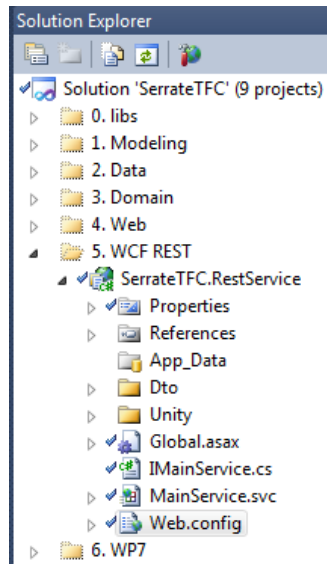 Solution Explorer
Solution 'SerrateTFC' (9 projects)
0. libs
1. Modeling
2. Data
3. Domain
4. Web
5. WCF REST
SerrateTFC.RestService
Properties
References
App_Data
Dto
Unity
Global.asax
IMainService.cs
MainService.svc
Web.config
6. WP7